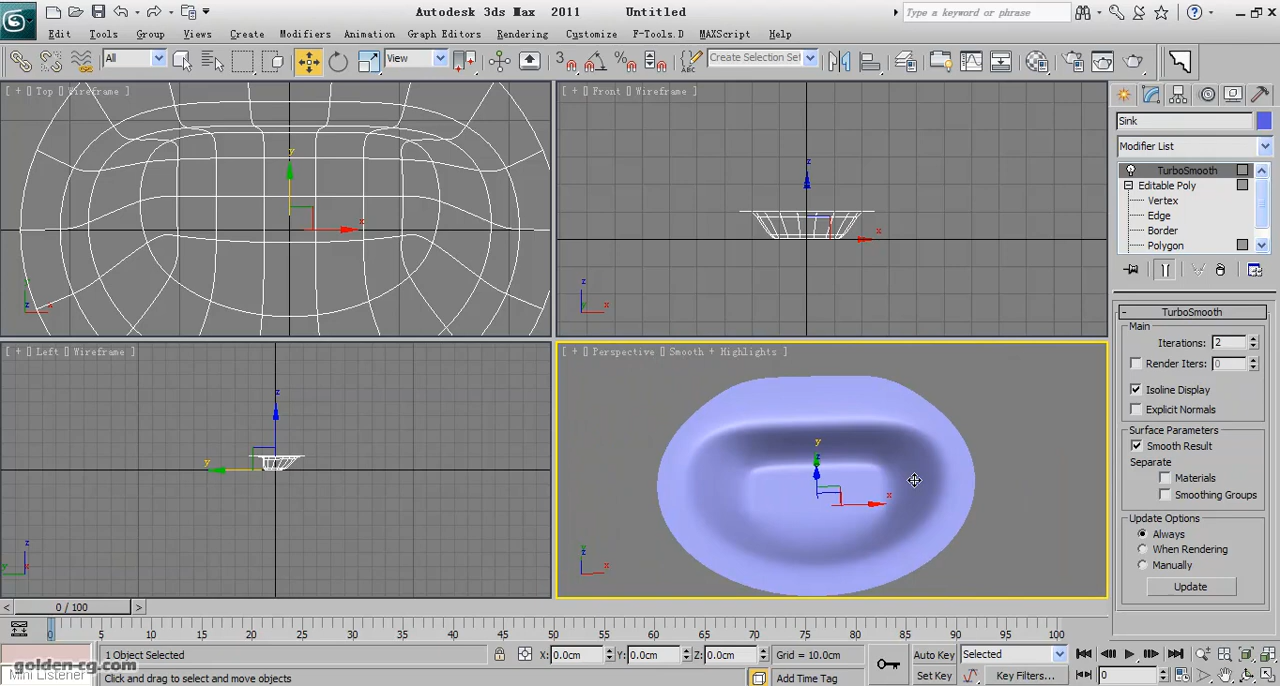 Autodesk 3ds Max 2011 Untitled
Type a keyword or phrase
Edit Tools Group Views Create Modifiers Animation Graph Editors Rendering Customize F-Tools.D MAXScript Help
All
View
Create Selection Set
[ + [] Top [] Wireframe ]
[ + [] Front [] Wireframe ]
Sink
Modifier List
TurboSmooth
Editable Poly
Vertex
Edge
Border
Polygon
[ + [] Left [] Wireframe ]
[ + [] Perspective [] Smooth + Highlights ]
TurboSmooth
Main
Iterations: 2
Render Iters: 0
Isoline Display
Explicit Normals
Surface Parameters
Smooth Result
Separate
Materials
Smoothing Groups
Update Options
Always
When Rendering
Manually
Update
y
x
z
x
z
x
z
y
z
y
y
z
x
z
x
0 / 100
0 5 10 15 20 25 30 35 40 45 50 55 60 65 70 75 80 85 90 95 100
1 Object Selected
X: 0.0cm Y: 0.0cm Z: 0.0cm
Grid = 10.0cm
Auto Key
Selected
golden-cg.com
Mini Listener
Click and drag to select and move objects
Add Time Tag
Set Key
Key Filters...
0